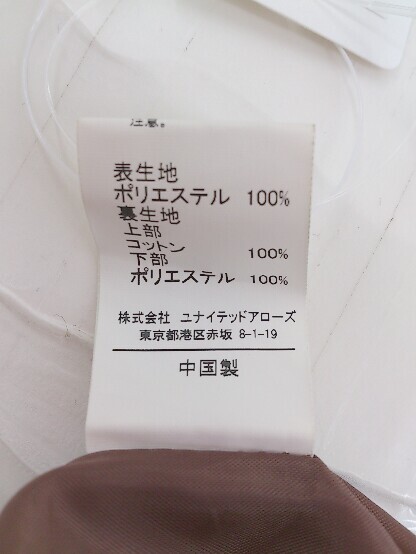 注意。
表生地
ポリエステル 100%
裏生地
上部
コットン 100%
下部
ポリエステル 100%
株式会社 ユナイテッドアローズ
東京都港区赤坂 8-1-19
中国製